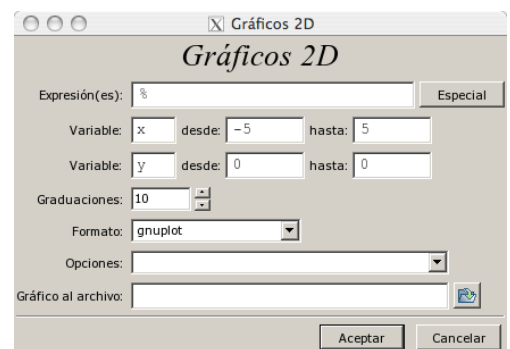 Gráficos 2D
Gráficos 2D
Expresión(es): % Especial
Variable: x desde: -5 hasta: 5
Variable: y desde: 0 hasta: 0
Graduaciones: 10
Formato: gnuplot
Opciones:
Gráfico al archivo:
Aceptar Cancelar